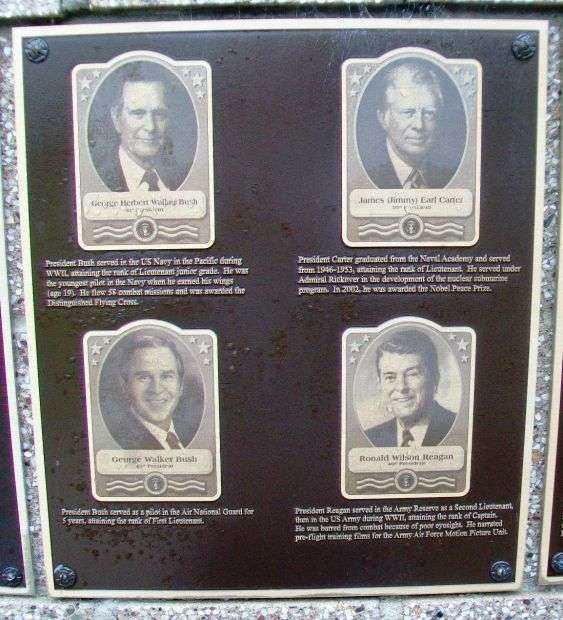 George Herbert Walker Bush
41st President
President Bush served in the US Navy in the Pacific during
WWII, attaining the rank of Lieutenant junior grade. He was
the youngest pilot in the Navy when he earned his wings
(age 19). He flew 58 combat missions and was awarded the
Distinguished Flying Cross.
James (Jimmy) Earl Carter
39th President
President Carter graduated from the Naval Academy and served
from 1946-1953, attaining the rank of Lieutenant. He served under
Admiral Rickover in the development of the nuclear submarine
program. In 2002, he was awarded the Nobel Peace Prize.
George Walker Bush
43rd President
President Bush served as a pilot in the Air National Guard for
5 years, attaining the rank of First Lieutenant.
Ronald Wilson Reagan
40th President
President Reagan served in the Army Reserve as a Second Lieutenant,
then in the US Army during WWII, attaining the rank of Captain.
He was barred from combat because of poor eyesight. He narrated
pre-flight training films for the Army Air Force Motion Picture Unit.